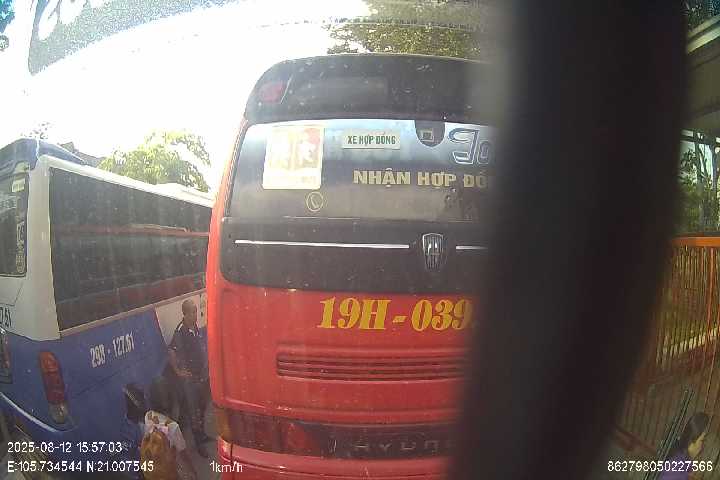 XE HỢP ĐỒNG
NHẬN HỢP ĐỒ
19H-039
29B-127.61
HYUN
2025-08-12 15:57:03
E:105.734544 N:21.007545
1km/h
862798050227566